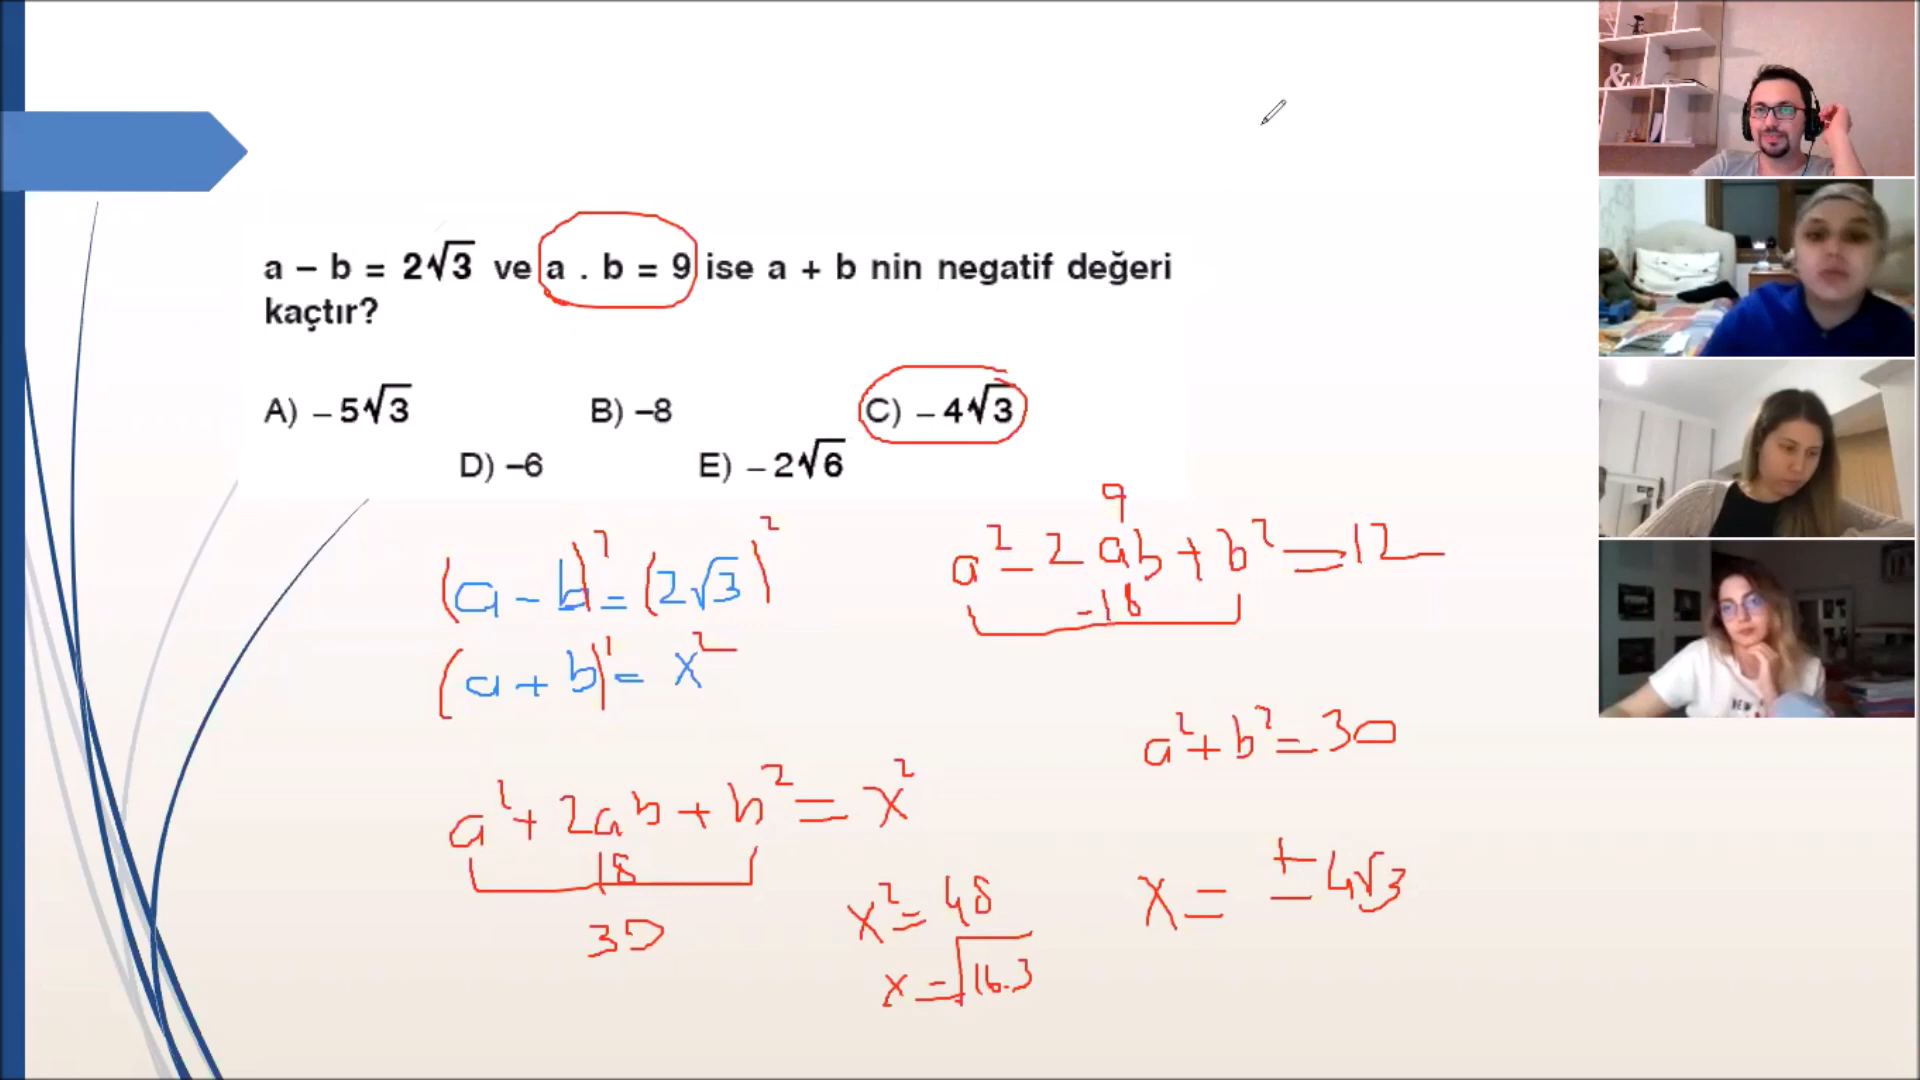 a – b = 2√3 ve a . b = 9 ise a + b nin negatif değeri
kaçtır?
A) – 5√3 B) –8 C) – 4√3
D) –6 E) – 2√6
(a - b)² = (2√3)²
(a + b)² = x²
9
a² - 2ab + b² = 12
-18
a² + b² = 30
a² + 2ab + b² = x²
18
30
x² = 48
x = √16.3
x = ±4√3
&
NEW